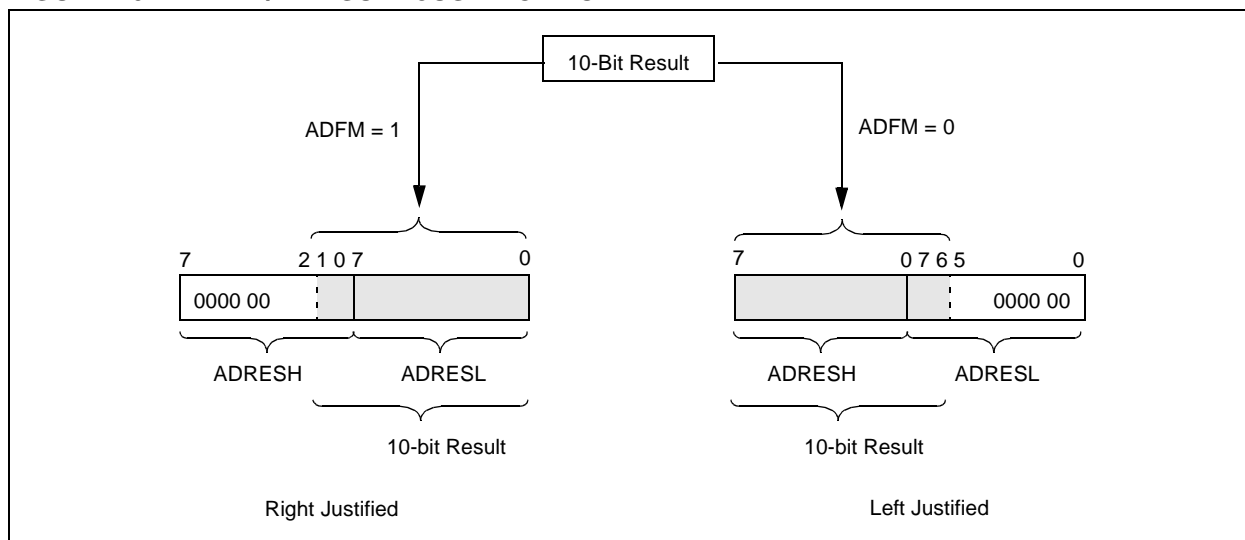 10-Bit Result
ADFM = 1
ADFM = 0
7 2 1 0 7 0
7 0 7 6 5 0
0000 00
0000 00
ADRESH ADRESL
ADRESH ADRESL
10-bit Result
10-bit Result
Right Justified
Left Justified